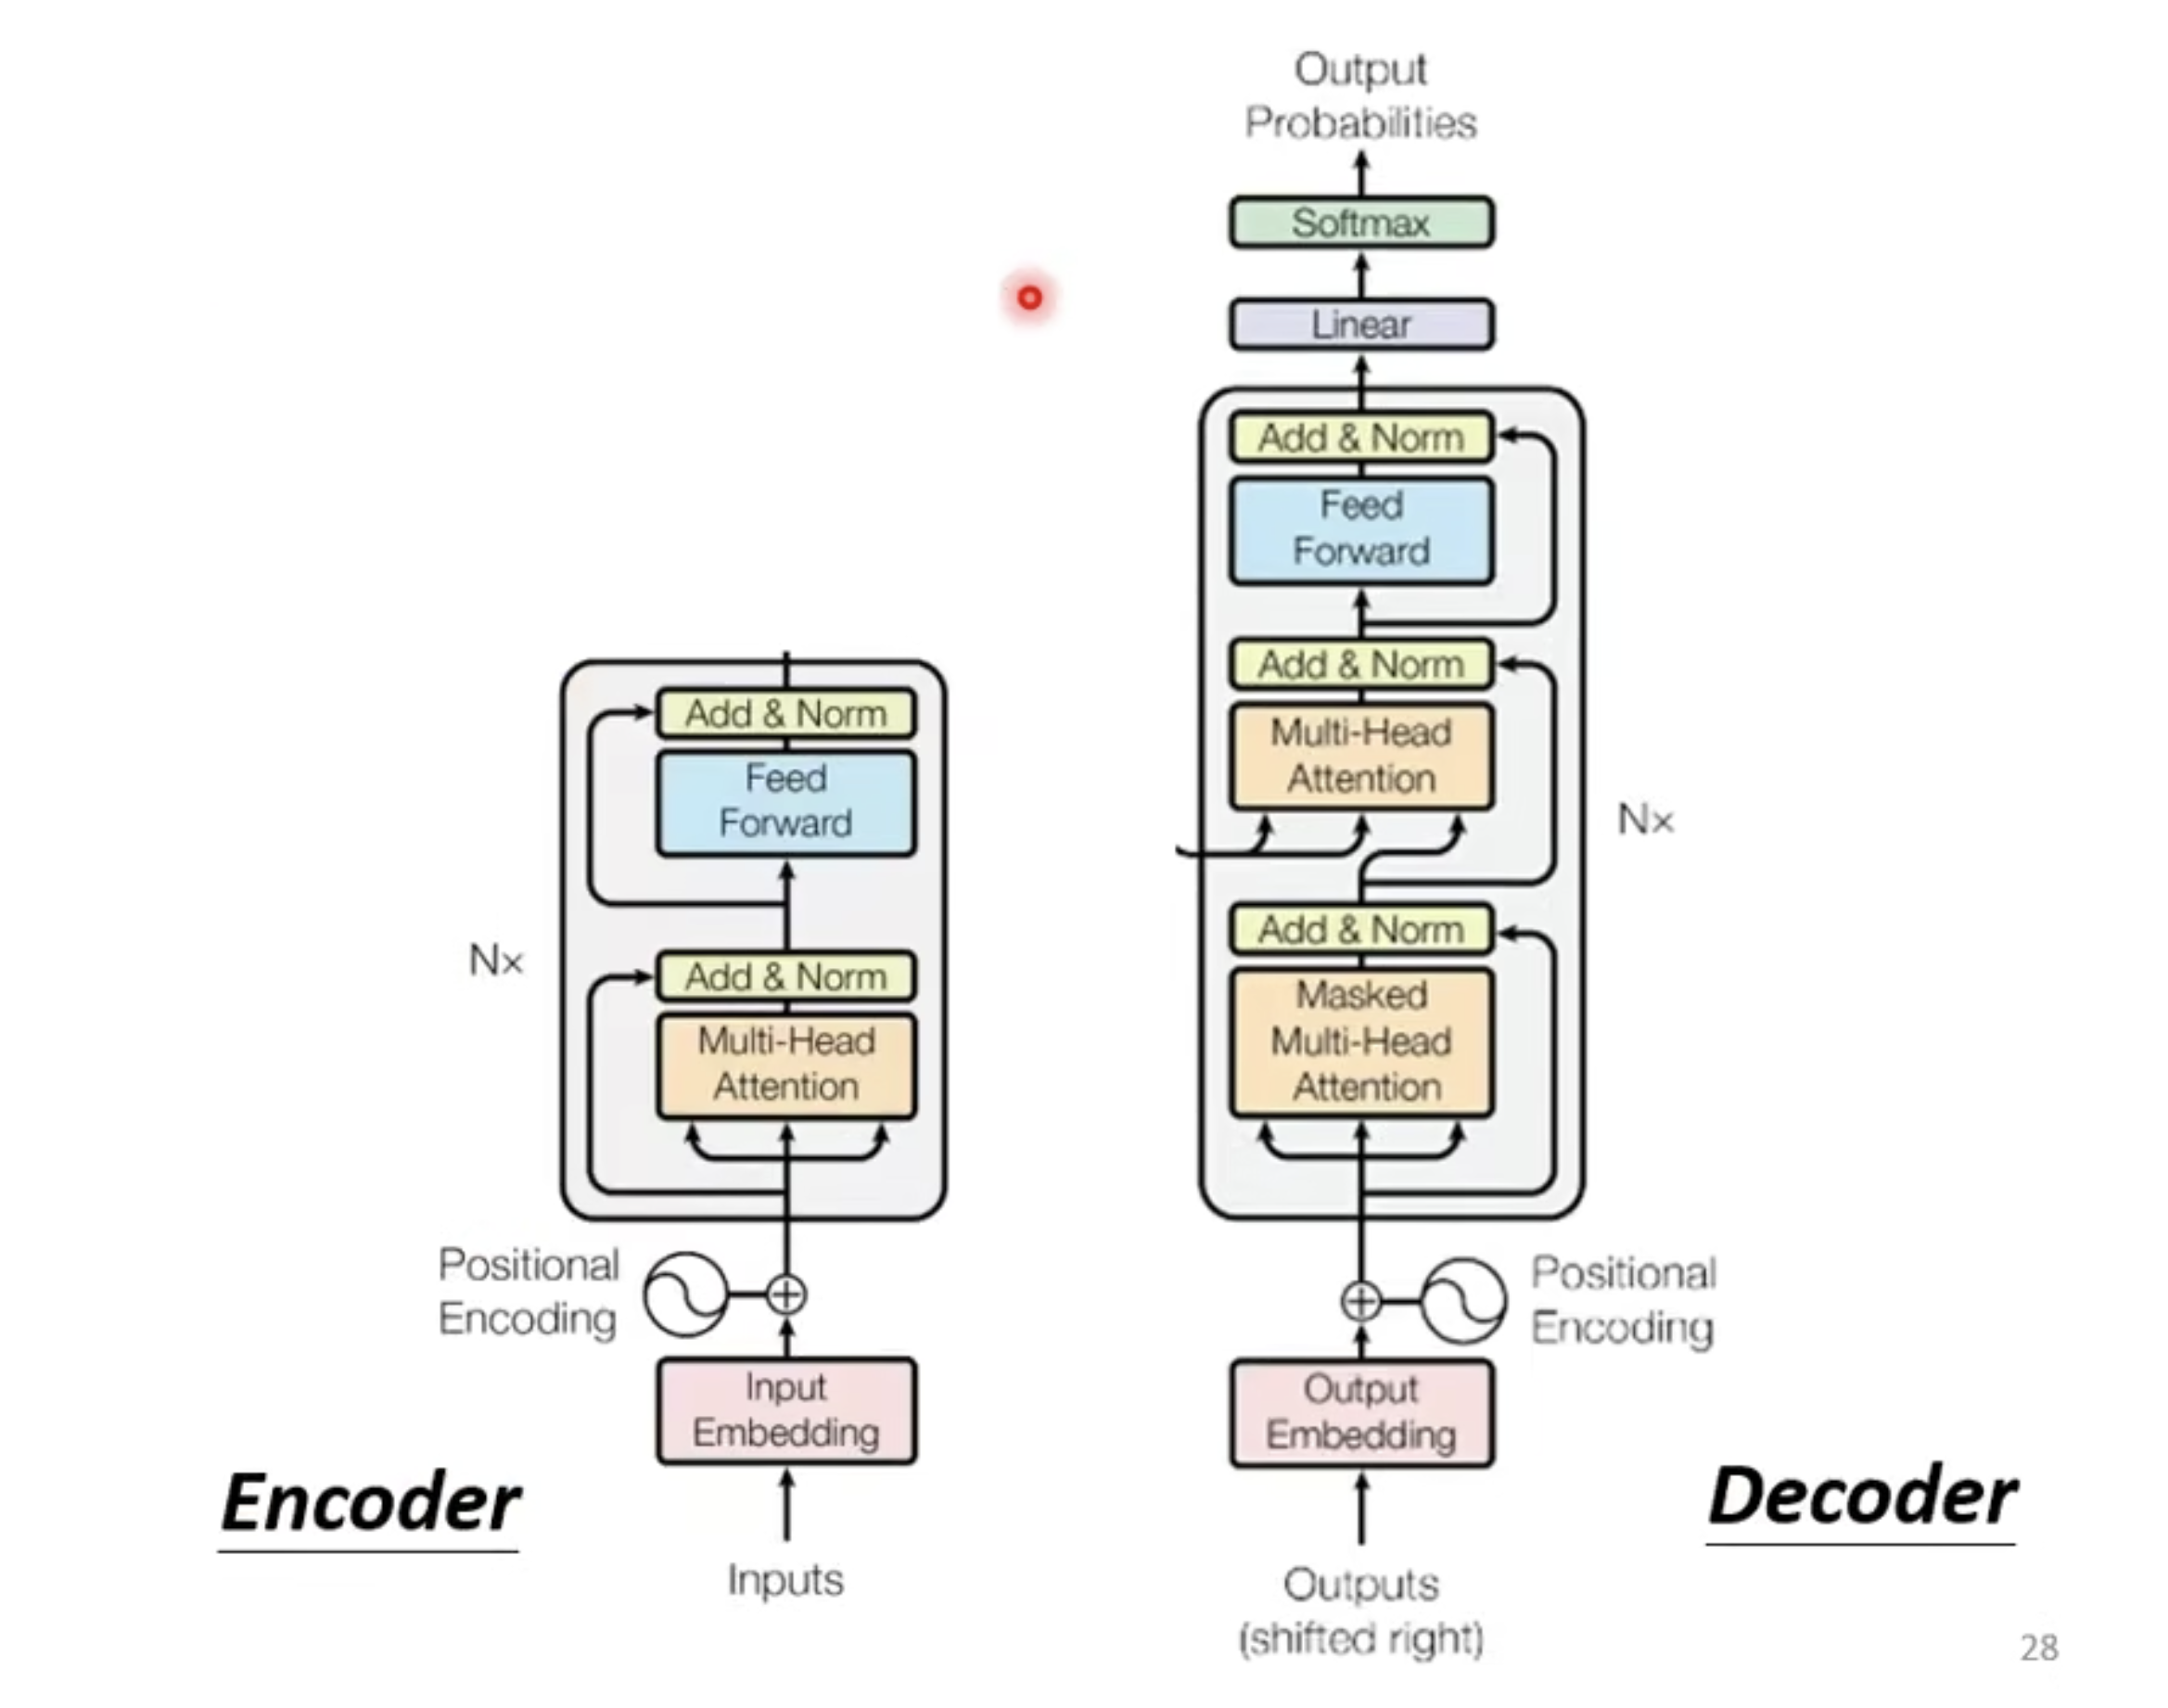 Output
Probabilities
Softmax
Linear
Add & Norm
Feed
Forward
Add & Norm
Multi-Head
Attention
Nx
Add & Norm
Masked
Multi-Head
Attention
Positional
Encoding
Output
Embedding
Outputs
(shifted right)
Decoder
Add & Norm
Feed
Forward
Nx
Add & Norm
Multi-Head
Attention
Positional
Encoding
Input
Embedding
Inputs
Encoder
28